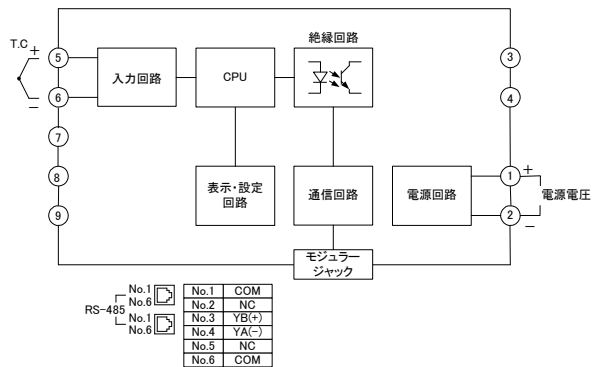 絶縁回路
T.C
+
5
6
−
7
8
9
入力回路
CPU
3
4
表示・設定
回路
通信回路
電源回路
1
+
2
−
電源電圧
モジュラー
ジャック
RS-485
No.1
No.6
No.1
No.6
No.1 COM
No.2 NC
No.3 YB(+)
No.4 YA(-)
No.5 NC
No.6 COM